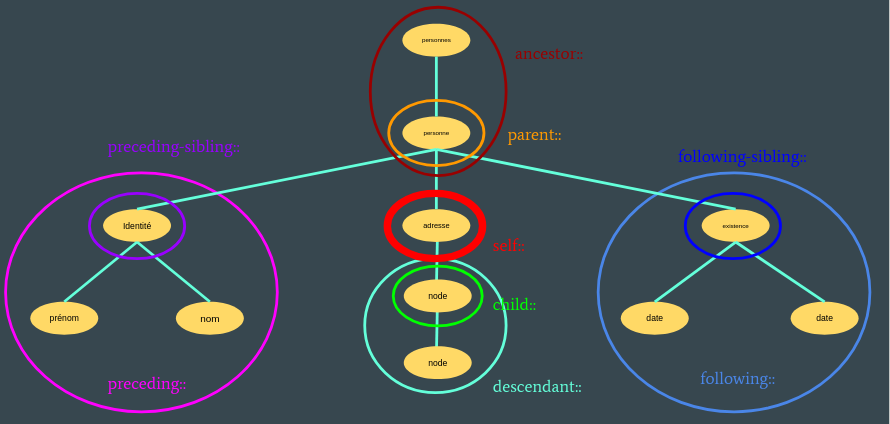 personnes
ancestor::
personne
parent::
preceding-sibling::
following-sibling::
Identité
adresse
existence
self::
node
child::
prénom
nom
date
date
node
preceding::
descendant::
following::